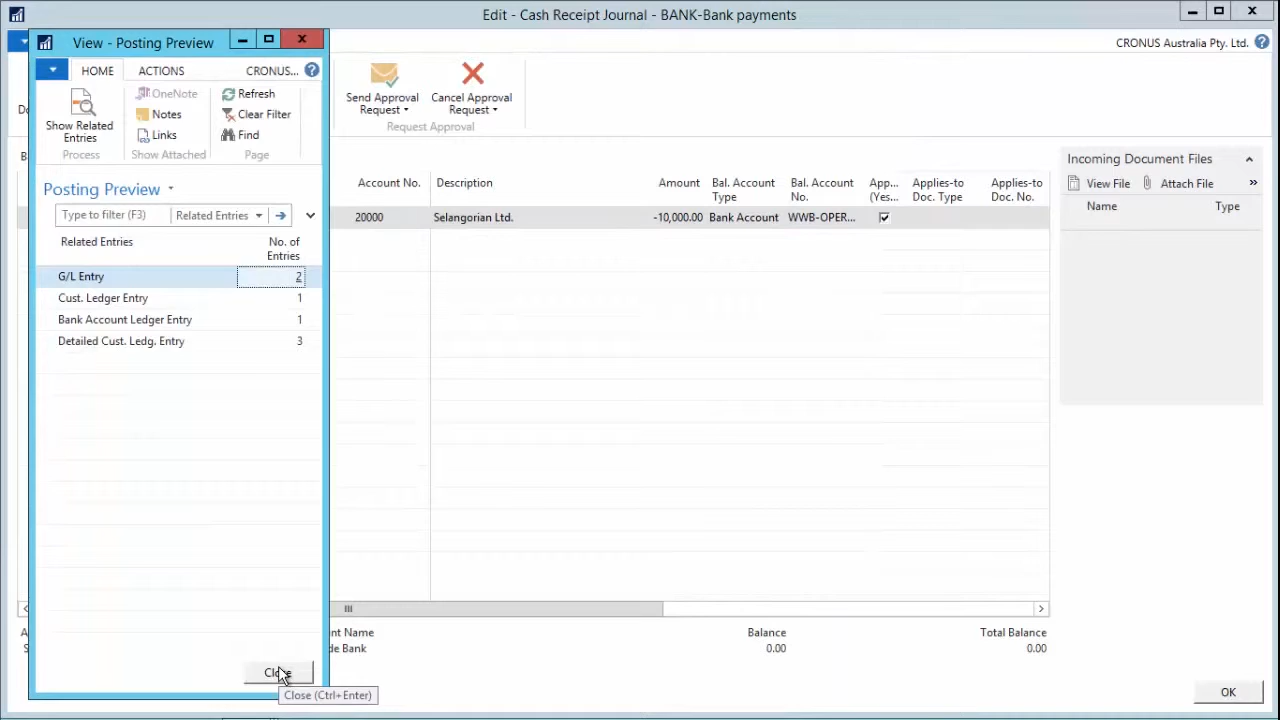 Edit - Cash Receipt Journal - BANK-Bank payments
View - Posting Preview
CRONUS Australia Pty. Ltd.
HOME
ACTIONS
CRONUS...
Show Related
Entries
Process
OneNote
Notes
Links
Show Attached
Refresh
Clear Filter
Find
Page
Send Approval
Request
Cancel Approval
Request
Request Approval
Posting Preview
Type to filter (F3)
Related Entries
Related Entries
No. of
Entries
G/L Entry 2
Cust. Ledger Entry 1
Bank Account Ledger Entry 1
Detailed Cust. Ledg. Entry 3
Close
Close (Ctrl+Enter)
Account No.
Description
Amount
Bal. Account
Type
Bal. Account
No.
App...
(Yes...
Applies-to
Doc. Type
Applies-to
Doc. No.
20000 Selangorian Ltd. -10,000.00 Bank Account WWB-OPER...
Incoming Document Files
View File
Attach File
Name
Type
nt Name
de Bank
Balance
0.00
Total Balance
0.00
OK